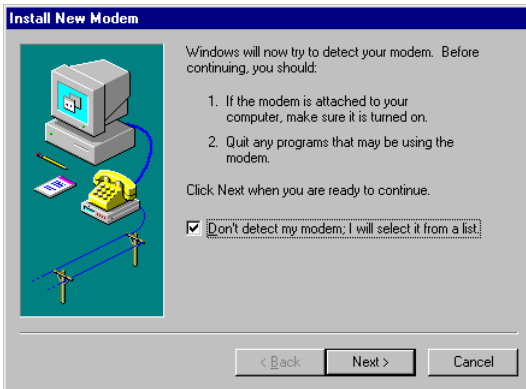 Install New Modem
Windows will now try to detect your modem. Before
continuing, you should:
1. If the modem is attached to your
computer, make sure it is turned on.
2. Quit any programs that may be using the
modem.
Click Next when you are ready to continue.
Don't detect my modem; I will select it from a list.
< Back
Next >
Cancel